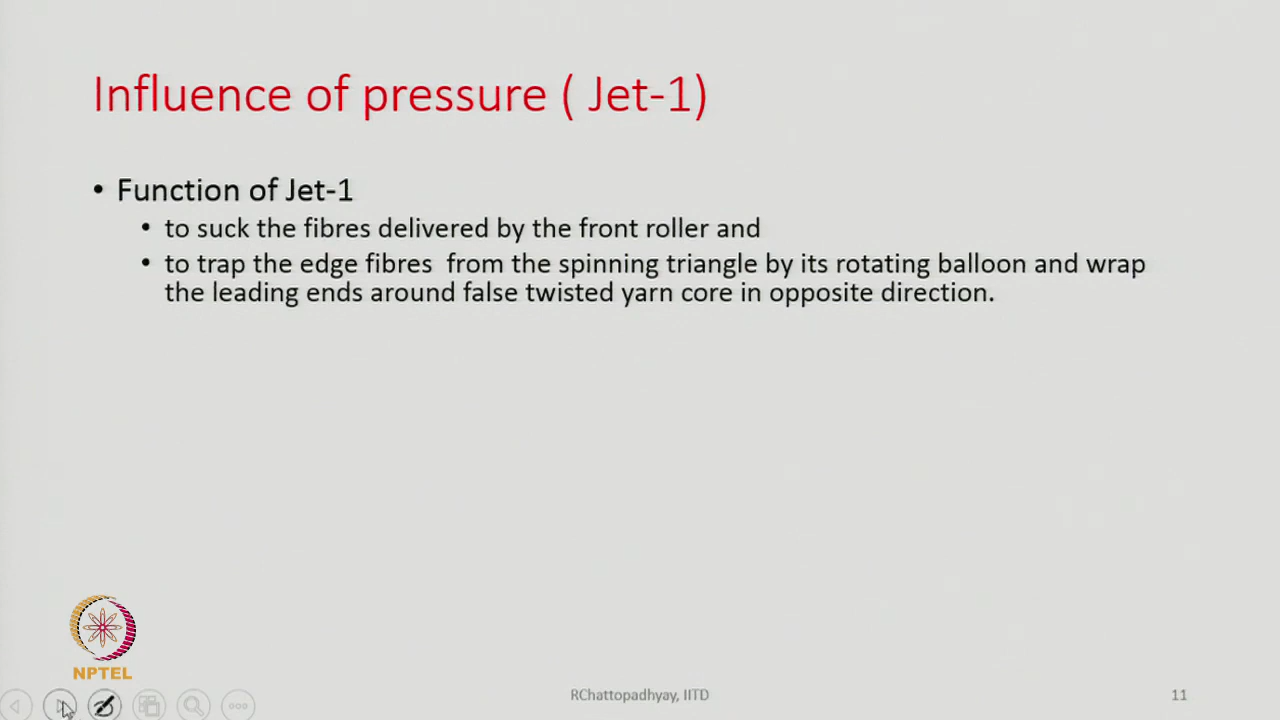 Influence of pressure ( Jet-1)
• Function of Jet-1
• to suck the fibres delivered by the front roller and
• to trap the edge fibres from the spinning triangle by its rotating balloon and wrap
the leading ends around false twisted yarn core in opposite direction.
NPTEL
RChattopadhyay, IITD
11